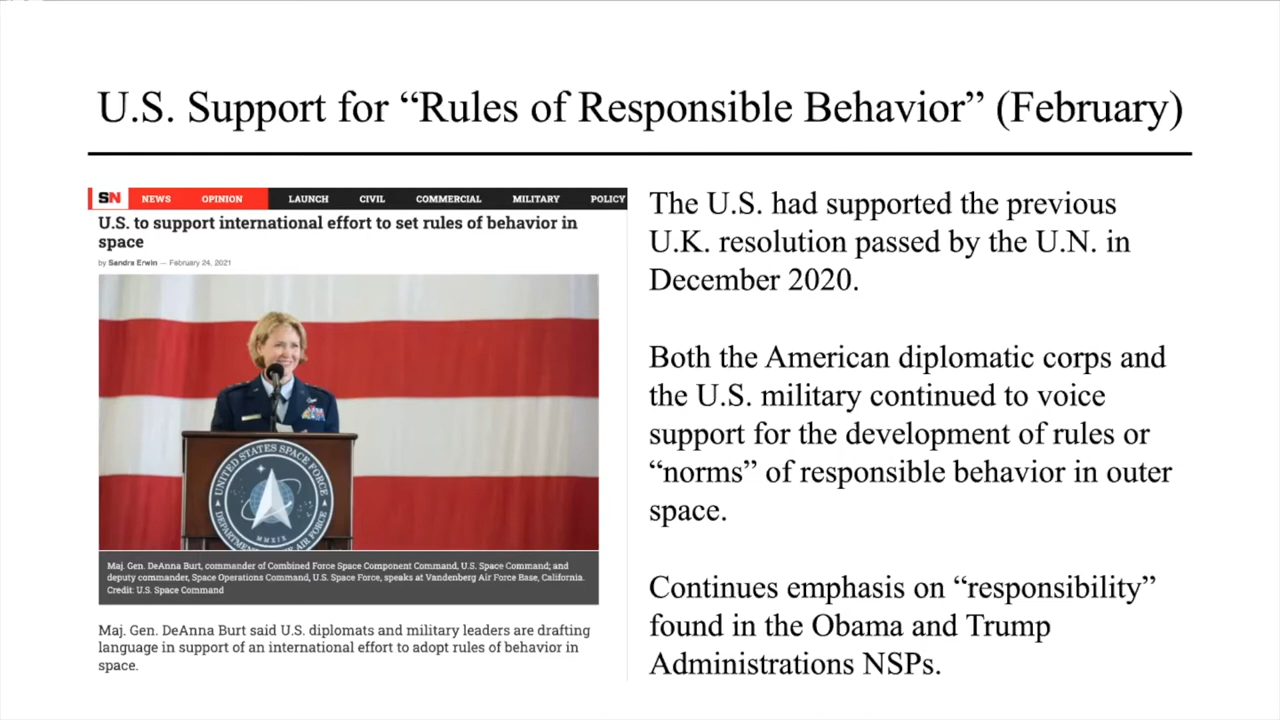 U.S. Support for “Rules of Responsible Behavior” (February)
SN NEWS OPINION LAUNCH CIVIL COMMERCIAL MILITARY POLICY
U.S. to support international effort to set rules of behavior in
space
by Sandra Erwin — February 24, 2021
UNITED STATES SPACE FORCE
DEPARTMENT OF THE AIR FORCE
MMXIX
Maj. Gen. DeAnna Burt, commander of Combined Force Space Component Command, U.S. Space Command; and
deputy commander, Space Operations Command, U.S. Space Force, speaks at Vandenberg Air Force Base, California.
Credit: U.S. Space Command
Maj. Gen. DeAnna Burt said U.S. diplomats and military leaders are drafting
language in support of an international effort to adopt rules of behavior in
space.
The U.S. had supported the previous
U.K. resolution passed by the U.N. in
December 2020.
Both the American diplomatic corps and
the U.S. military continued to voice
support for the development of rules or
“norms” of responsible behavior in outer
space.
Continues emphasis on “responsibility”
found in the Obama and Trump
Administrations NSPs.